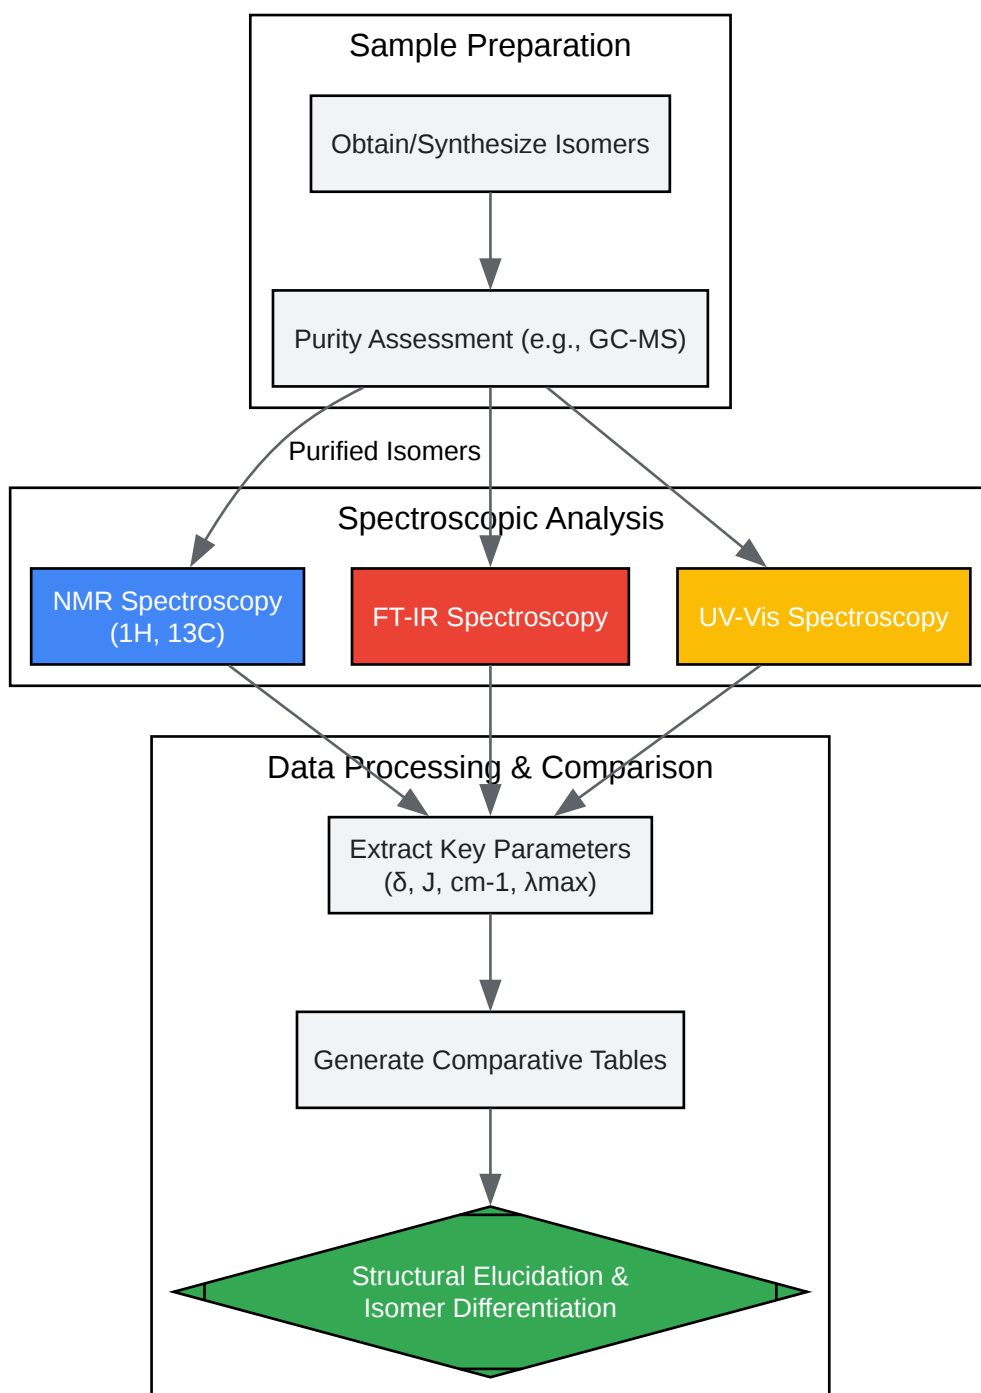 Sample Preparation
Obtain/Synthesize Isomers
Purity Assessment (e.g., GC-MS)
Purified Isomers
Spectroscopic Analysis
NMR Spectroscopy
(1H, 13C)
FT-IR Spectroscopy
UV-Vis Spectroscopy
Data Processing & Comparison
Extract Key Parameters
(δ, J, cm-1, λmax)
Generate Comparative Tables
Structural Elucidation &
Isomer Differentiation